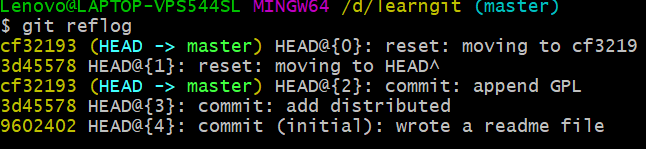 Lenovo@LAPTOP-VPS544SL MINGW64 /d/learngit (master)
$ git reflog
cf32193 (HEAD -> master) HEAD@{0}: reset: moving to cf3219
3d45578 HEAD@{1}: reset: moving to HEAD^
cf32193 (HEAD -> master) HEAD@{2}: commit: append GPL
3d45578 HEAD@{3}: commit: add distributed
9602402 HEAD@{4}: commit (initial): wrote a readme file